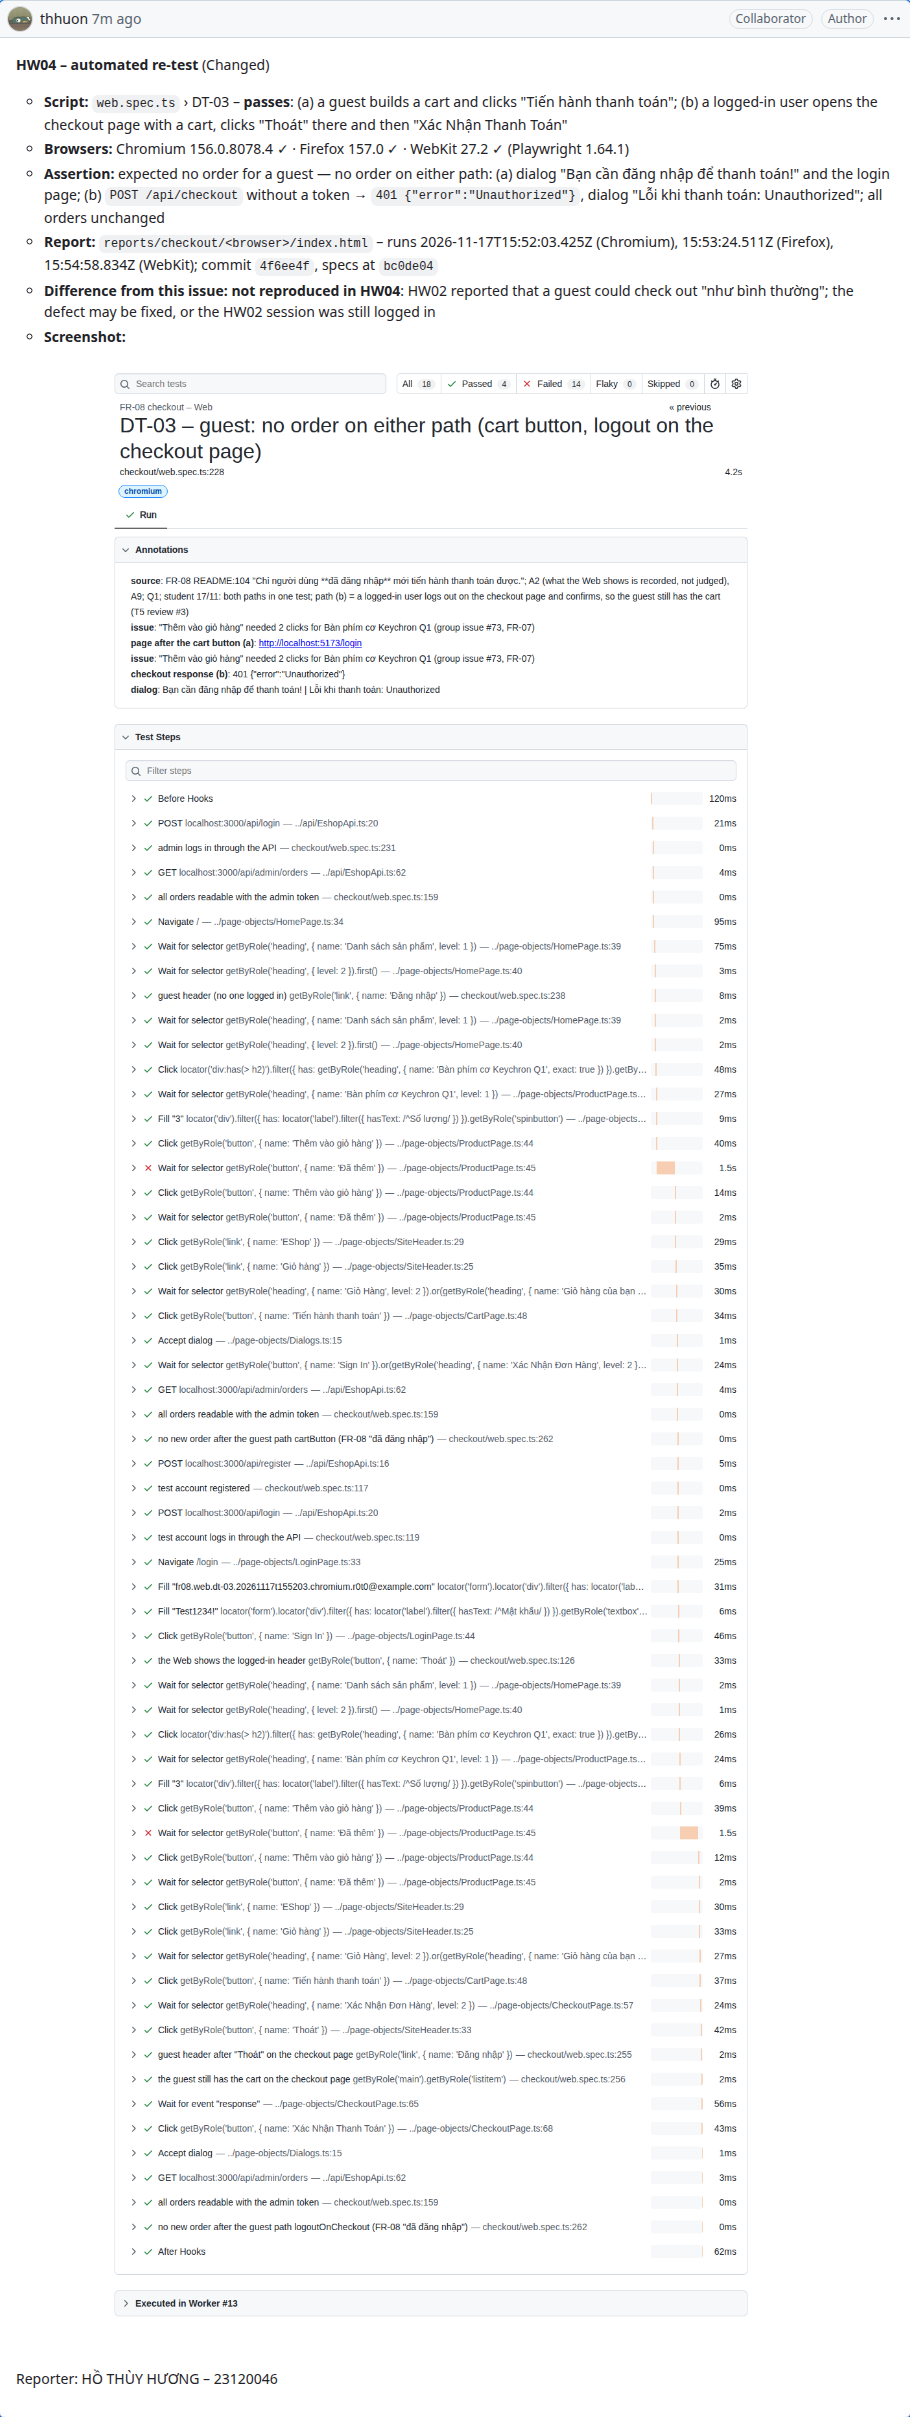 thhuon 7m ago
Collaborator
Author
HW04 – automated re-test (Changed)
Script: web.spec.ts › DT-03 – passes: (a) a guest builds a cart and clicks "Tiến hành thanh toán"; (b) a logged-in user opens the
checkout page with a cart, clicks "Thoát" there and then "Xác Nhận Thanh Toán"
Browsers: Chromium 156.0.8078.4 ✓ · Firefox 157.0 ✓ · WebKit 27.2 ✓ (Playwright 1.64.1)
Assertion: expected no order for a guest — no order on either path: (a) dialog "Bạn cần đăng nhập để thanh toán!" and the login
page; (b) POST /api/checkout without a token → 401 {"error":"Unauthorized"}, dialog "Lỗi khi thanh toán: Unauthorized"; all
orders unchanged
Report: reports/checkout/<browser>/index.html – runs 2026-11-17T15:52:03.425Z (Chromium), 15:53:24.511Z (Firefox),
15:54:58.834Z (WebKit); commit 4f6ee4f, specs at bc0de04
Difference from this issue: not reproduced in HW04: HW02 reported that a guest could check out "như bình thường"; the
defect may be fixed, or the HW02 session was still logged in
Screenshot:
Search tests
All 18 Passed 4 Failed 14 Flaky 0 Skipped 0
FR-08 checkout – Web
« previous
DT-03 – guest: no order on either path (cart button, logout on the
checkout page)
checkout/web.spec.ts:228
4.2s
chromium
Run
Annotations
source: FR-08 README:104 "Chỉ người dùng **đã đăng nhập** mới tiến hành thanh toán được."; A2 (what the Web shows is recorded, not judged),
A9; Q1; student 17/11: both paths in one test; path (b) = a logged-in user logs out on the checkout page and confirms, so the guest still has the cart
(T5 review #3)
issue: "Thêm vào giỏ hàng" needed 2 clicks for Bàn phím cơ Keychron Q1 (group issue #73, FR-07)
page after the cart button (a): http://localhost:5173/login
issue: "Thêm vào giỏ hàng" needed 2 clicks for Bàn phím cơ Keychron Q1 (group issue #73, FR-07)
checkout response (b): 401 {"error":"Unauthorized"}
dialog: Bạn cần đăng nhập để thanh toán! | Lỗi khi thanh toán: Unauthorized
Test Steps
Filter steps
Before Hooks 120ms
POST localhost:3000/api/login — ../api/EshopApi.ts:20 21ms
admin logs in through the API — checkout/web.spec.ts:231 0ms
GET localhost:3000/api/admin/orders — ../api/EshopApi.ts:62 4ms
all orders readable with the admin token — checkout/web.spec.ts:159 0ms
Navigate / — ../page-objects/HomePage.ts:34 95ms
Wait for selector getByRole('heading', { name: 'Danh sách sản phẩm', level: 1 }) — ../page-objects/HomePage.ts:39 75ms
Wait for selector getByRole('heading', { level: 2 }).first() — ../page-objects/HomePage.ts:40 3ms
guest header (no one logged in) getByRole('link', { name: 'Đăng nhập' }) — checkout/web.spec.ts:238 8ms
Wait for selector getByRole('heading', { name: 'Danh sách sản phẩm', level: 1 }) — ../page-objects/HomePage.ts:39 2ms
Wait for selector getByRole('heading', { level: 2 }).first() — ../page-objects/HomePage.ts:40 2ms
Click locator('div:has(> h2)').filter({ has: getByRole('heading', { name: 'Bàn phím cơ Keychron Q1', exact: true }) }).getBy... 48ms
Wait for selector getByRole('heading', { name: 'Bàn phím cơ Keychron Q1', level: 1 }) — ../page-objects/ProductPage.ts... 27ms
Fill "3" locator('div').filter({ has: locator('label').filter({ hasText: /^Số lượng/ }) }).getByRole('spinbutton') — ../page-objects... 9ms
Click getByRole('button', { name: 'Thêm vào giỏ hàng' }) — ../page-objects/ProductPage.ts:44 40ms
Wait for selector getByRole('button', { name: 'Đã thêm' }) — ../page-objects/ProductPage.ts:45 1.5s
Click getByRole('button', { name: 'Thêm vào giỏ hàng' }) — ../page-objects/ProductPage.ts:44 14ms
Wait for selector getByRole('button', { name: 'Đã thêm' }) — ../page-objects/ProductPage.ts:45 2ms
Click getByRole('link', { name: 'EShop' }) — ../page-objects/SiteHeader.ts:29 29ms
Click getByRole('link', { name: 'Giỏ hàng' }) — ../page-objects/SiteHeader.ts:25 35ms
Wait for selector getByRole('heading', { name: 'Giỏ Hàng', level: 2 }).or(getByRole('heading', { name: 'Giỏ hàng của bạn ... 30ms
Click getByRole('button', { name: 'Tiến hành thanh toán' }) — ../page-objects/CartPage.ts:48 34ms
Accept dialog — ../page-objects/Dialogs.ts:15 1ms
Wait for selector getByRole('button', { name: 'Sign In' }).or(getByRole('heading', { name: 'Xác Nhận Đơn Hàng', level: 2 }... 24ms
GET localhost:3000/api/admin/orders — ../api/EshopApi.ts:62 4ms
all orders readable with the admin token — checkout/web.spec.ts:159 0ms
no new order after the guest path cartButton (FR-08 "đã đăng nhập") — checkout/web.spec.ts:262 0ms
POST localhost:3000/api/register — ../api/EshopApi.ts:16 5ms
test account registered — checkout/web.spec.ts:117 0ms
POST localhost:3000/api/login — ../api/EshopApi.ts:20 2ms
test account logs in through the API — checkout/web.spec.ts:119 0ms
Navigate /login — ../page-objects/LoginPage.ts:33 25ms
Fill "fr08.web.dt-03.20261117t155203.chromium.r0t0@example.com" locator('form').locator('div').filter({ has: locator('lab... 31ms
Fill "Test1234!" locator('form').locator('div').filter({ has: locator('label').filter({ hasText: /^Mật khẩu/ }) }).getByRole('textbox'... 6ms
Click getByRole('button', { name: 'Sign In' }) — ../page-objects/LoginPage.ts:44 46ms
the Web shows the logged-in header getByRole('button', { name: 'Thoát' }) — checkout/web.spec.ts:126 33ms
Wait for selector getByRole('heading', { name: 'Danh sách sản phẩm', level: 1 }) — ../page-objects/HomePage.ts:39 2ms
Wait for selector getByRole('heading', { level: 2 }).first() — ../page-objects/HomePage.ts:40 1ms
Click locator('div:has(> h2)').filter({ has: getByRole('heading', { name: 'Bàn phím cơ Keychron Q1', exact: true }) }).getBy... 26ms
Wait for selector getByRole('heading', { name: 'Bàn phím cơ Keychron Q1', level: 1 }) — ../page-objects/ProductPage.ts... 24ms
Fill "3" locator('div').filter({ has: locator('label').filter({ hasText: /^Số lượng/ }) }).getByRole('spinbutton') — ../page-objects... 6ms
Click getByRole('button', { name: 'Thêm vào giỏ hàng' }) — ../page-objects/ProductPage.ts:44 39ms
Wait for selector getByRole('button', { name: 'Đã thêm' }) — ../page-objects/ProductPage.ts:45 1.5s
Click getByRole('button', { name: 'Thêm vào giỏ hàng' }) — ../page-objects/ProductPage.ts:44 12ms
Wait for selector getByRole('button', { name: 'Đã thêm' }) — ../page-objects/ProductPage.ts:45 2ms
Click getByRole('link', { name: 'EShop' }) — ../page-objects/SiteHeader.ts:29 30ms
Click getByRole('link', { name: 'Giỏ hàng' }) — ../page-objects/SiteHeader.ts:25 33ms
Wait for selector getByRole('heading', { name: 'Giỏ Hàng', level: 2 }).or(getByRole('heading', { name: 'Giỏ hàng của bạn ... 27ms
Click getByRole('button', { name: 'Tiến hành thanh toán' }) — ../page-objects/CartPage.ts:48 37ms
Wait for selector getByRole('heading', { name: 'Xác Nhận Đơn Hàng', level: 2 }) — ../page-objects/CheckoutPage.ts:57 24ms
Click getByRole('button', { name: 'Thoát' }) — ../page-objects/SiteHeader.ts:33 42ms
guest header after "Thoát" on the checkout page getByRole('link', { name: 'Đăng nhập' }) — checkout/web.spec.ts:255 2ms
the guest still has the cart on the checkout page getByRole('main').getByRole('listitem') — checkout/web.spec.ts:256 2ms
Wait for event "response" — ../page-objects/CheckoutPage.ts:65 56ms
Click getByRole('button', { name: 'Xác Nhận Thanh Toán' }) — ../page-objects/CheckoutPage.ts:68 43ms
Accept dialog — ../page-objects/Dialogs.ts:15 1ms
GET localhost:3000/api/admin/orders — ../api/EshopApi.ts:62 3ms
all orders readable with the admin token — checkout/web.spec.ts:159 0ms
no new order after the guest path logoutOnCheckout (FR-08 "đã đăng nhập") — checkout/web.spec.ts:262 0ms
After Hooks 62ms
Executed in Worker #13
Reporter: HỒ THÙY HƯƠNG – 23120046